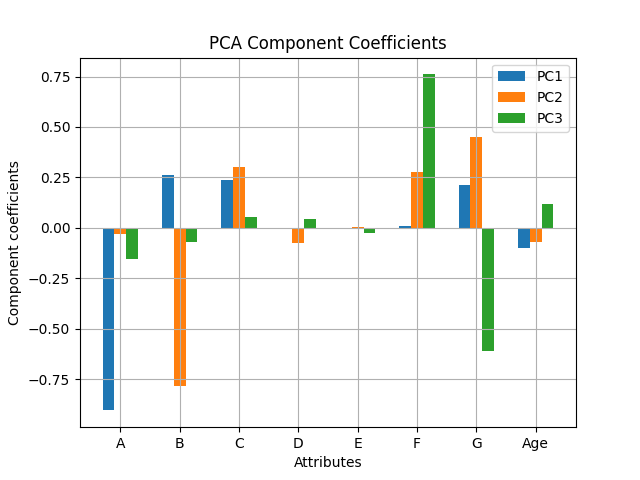 PCA Component Coefficients
PC1
PC2
PC3
0.75
0.50
0.25
0.00
−0.25
−0.50
−0.75
Component coefficients
A B C D E F G Age
Attributes